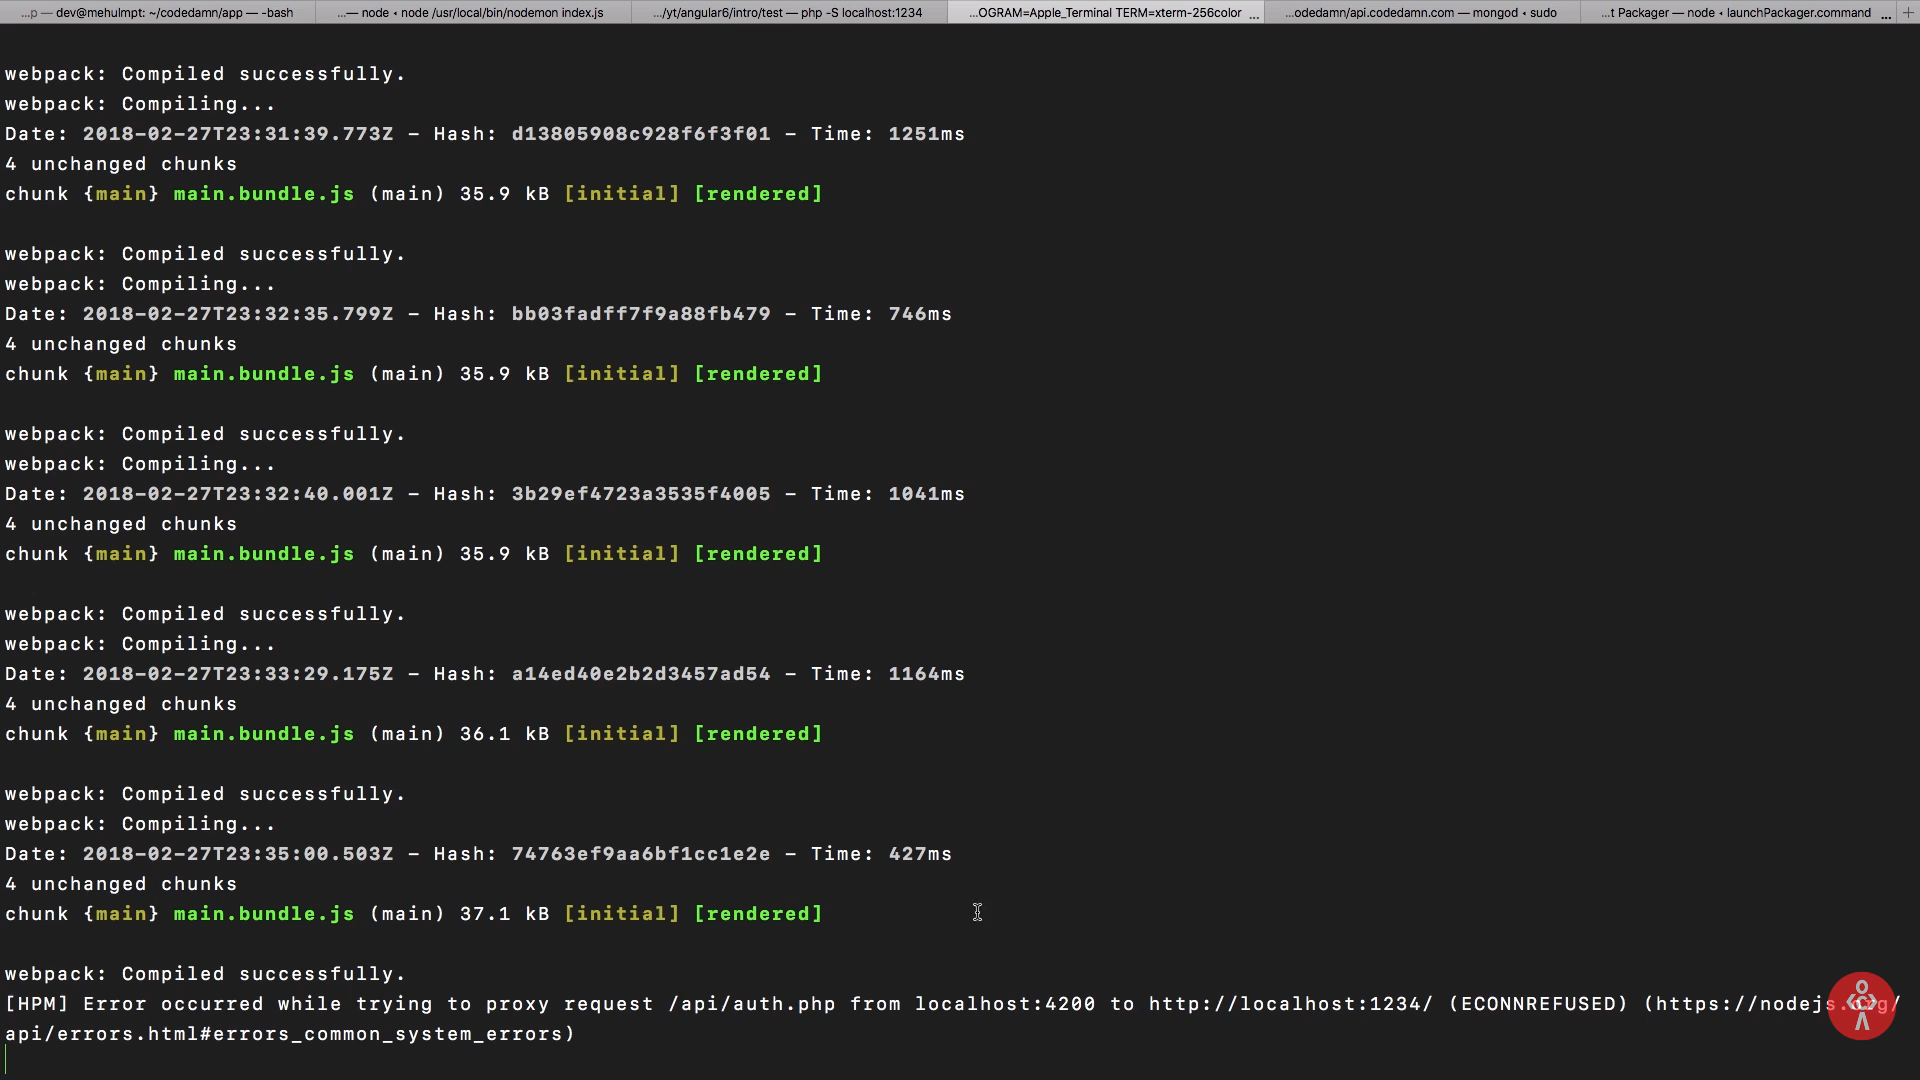 ...p — dev@mehulmpt: ~/codedamn/app — -bash ...— node ‹ node /usr/local/bin/nodemon index.js .../yt/angular6/intro/test — php -S localhost:1234 ...OGRAM=Apple_Terminal TERM=xterm-256color ... ...odedamn/api.codedamn.com — mongod ‹ sudo ...t Packager — node ‹ launchPackager.command ... +
webpack: Compiled successfully.
webpack: Compiling...
Date: 2018-02-27T23:31:39.773Z - Hash: d13805908c928f6f3f01 - Time: 1251ms
4 unchanged chunks
chunk {main} main.bundle.js (main) 35.9 kB [initial] [rendered]
webpack: Compiled successfully.
webpack: Compiling...
Date: 2018-02-27T23:32:35.799Z - Hash: bb03fadff7f9a88fb479 - Time: 746ms
4 unchanged chunks
chunk {main} main.bundle.js (main) 35.9 kB [initial] [rendered]
webpack: Compiled successfully.
webpack: Compiling...
Date: 2018-02-27T23:32:40.001Z - Hash: 3b29ef4723a3535f4005 - Time: 1041ms
4 unchanged chunks
chunk {main} main.bundle.js (main) 35.9 kB [initial] [rendered]
webpack: Compiled successfully.
webpack: Compiling...
Date: 2018-02-27T23:33:29.175Z - Hash: a14ed40e2b2d3457ad54 - Time: 1164ms
4 unchanged chunks
chunk {main} main.bundle.js (main) 36.1 kB [initial] [rendered]
webpack: Compiled successfully.
webpack: Compiling...
Date: 2018-02-27T23:35:00.503Z - Hash: 74763ef9aa6bf1cc1e2e - Time: 427ms
4 unchanged chunks
chunk {main} main.bundle.js (main) 37.1 kB [initial] [rendered]
webpack: Compiled successfully.
[HPM] Error occurred while trying to proxy request /api/auth.php from localhost:4200 to http://localhost:1234/ (ECONNREFUSED) (https://nodejs.org/
api/errors.html#errors_common_system_errors)